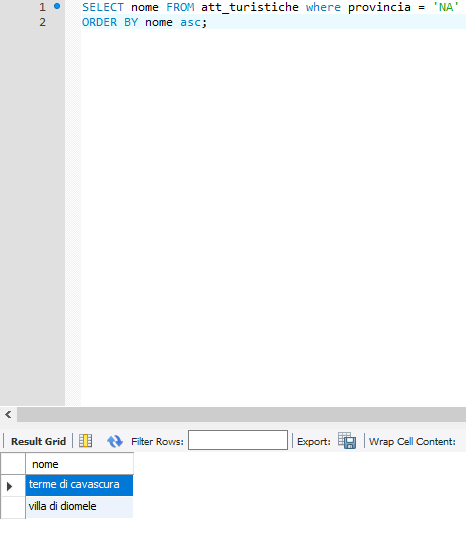 1 SELECT nome FROM att_turistiche where provincia = 'NA'
2 ORDER BY nome asc;
Result Grid Filter Rows: Export: Wrap Cell Content:
nome
terme di cavascura
villa di diomele